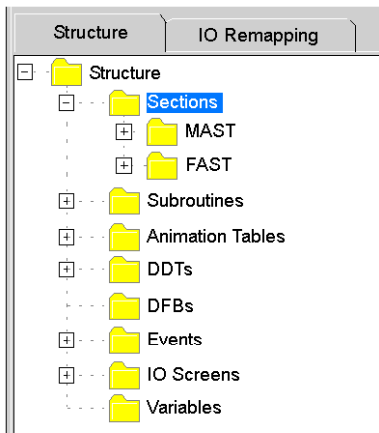 Structure IO Remapping
Structure
Sections
MAST
FAST
Subroutines
Animation Tables
DDTs
DFBs
Events
IO Screens
Variables